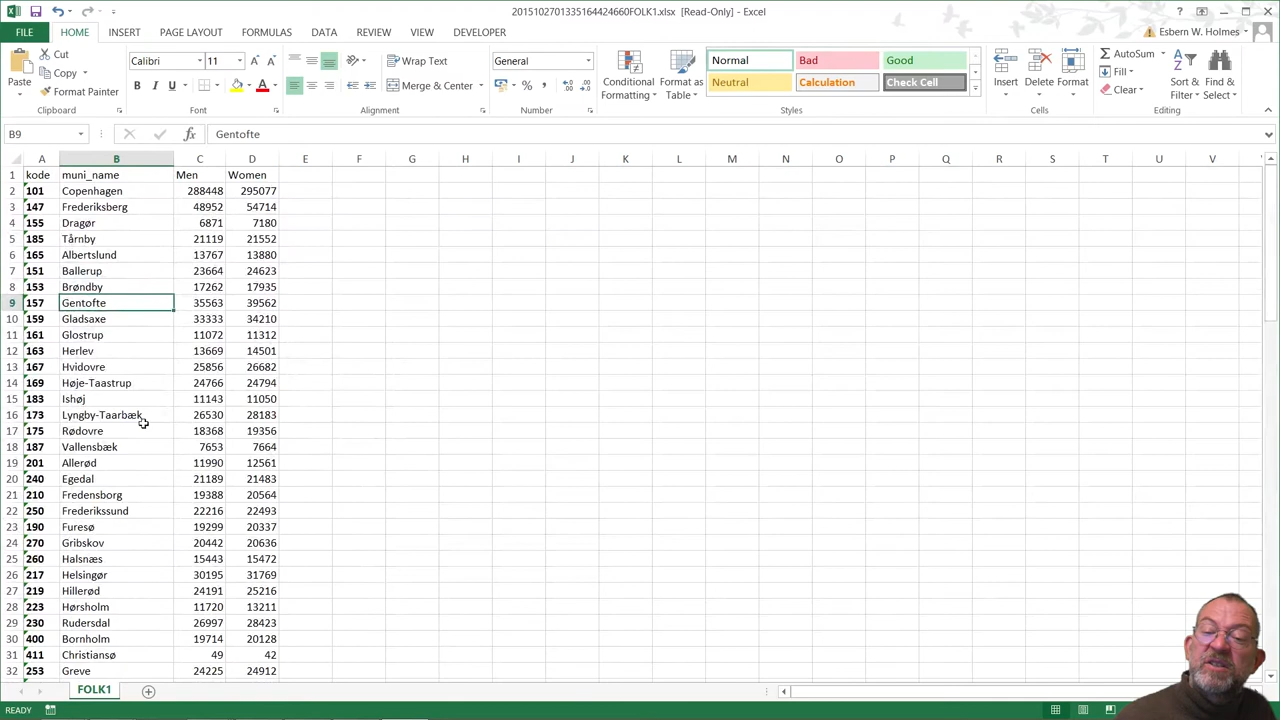 2015102701335164424660FOLK1.xlsx [Read-Only] - Excel
FILE HOME INSERT PAGE LAYOUT FORMULAS DATA REVIEW VIEW DEVELOPER Esbern W. Holmes
Paste Cut Copy Format Painter Clipboard
Calibri 11 B I U A Font
Wrap Text Merge & Center Alignment
General % Number
Conditional Formatting Format as Table
Normal Bad Good
Neutral Calculation Check Cell
Styles
Insert Delete Format Cells
AutoSum Fill Clear Sort & Filter Find & Select Editing
B9 fx Gentofte
A B C D E F G H I J K L M N O P Q R S T U V
1 kode muni_name Men Women
2 101 Copenhagen 288448 295077
3 147 Frederiksberg 48952 54714
4 155 Dragør 6871 7180
5 185 Tårnby 21119 21552
6 165 Albertslund 13767 13880
7 151 Ballerup 23664 24623
8 153 Brøndby 17262 17935
9 157 Gentofte 35563 39562
10 159 Gladsaxe 33333 34210
11 161 Glostrup 11072 11312
12 163 Herlev 13669 14501
13 167 Hvidovre 25856 26682
14 169 Høje-Taastrup 24766 24794
15 183 Ishøj 11143 11050
16 173 Lyngby-Taarbæk 26530 28183
17 175 Rødovre 18368 19356
18 187 Vallensbæk 7653 7664
19 201 Allerød 11990 12561
20 240 Egedal 21189 21483
21 210 Fredensborg 19388 20564
22 250 Frederikssund 22216 22493
23 190 Furesø 19299 20337
24 270 Gribskov 20442 20636
25 260 Halsnæs 15443 15472
26 217 Helsingør 30195 31769
27 219 Hillerød 24191 25216
28 223 Hørsholm 11720 13211
29 230 Rudersdal 26997 28423
30 400 Bornholm 19714 20128
31 411 Christiansø 49 42
32 253 Greve 24225 24912
FOLK1
READY